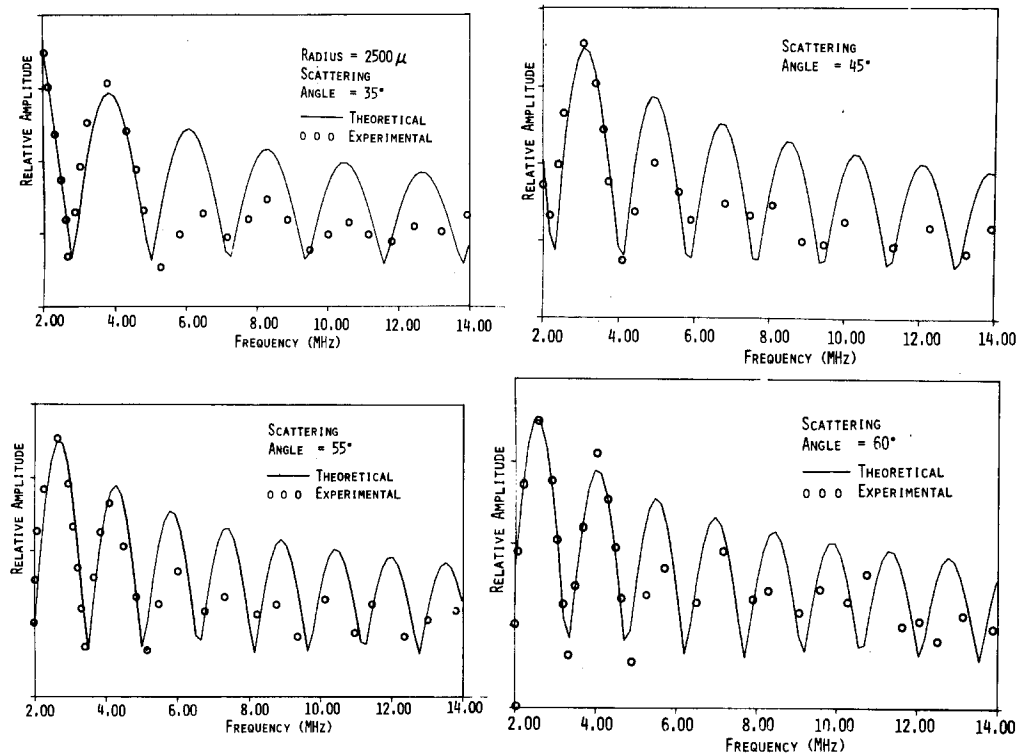 RADIUS = 2500 μ
SCATTERING
ANGLE = 35°
THEORETICAL
EXPERIMENTAL
RELATIVE AMPLITUDE
2.00 4.00 6.00 8.00 10.00 12.00 14.00
FREQUENCY (MHZ)
SCATTERING
ANGLE = 45°
RELATIVE AMPLITUDE
2.00 4.00 6.00 8.00 10.00 12.00 14.00
FREQUENCY (MHZ)
SCATTERING
ANGLE = 55°
THEORETICAL
EXPERIMENTAL
RELATIVE AMPLITUDE
2.00 4.00 6.00 8.00 10.00 12.00 14.00
FREQUENCY (MHZ)
SCATTERING
ANGLE = 60°
THEORETICAL
EXPERIMENTAL
RELATIVE AMPLITUDE
2.00 4.00 6.00 8.00 10.00 12.00 14.00
FREQUENCY (MHZ)